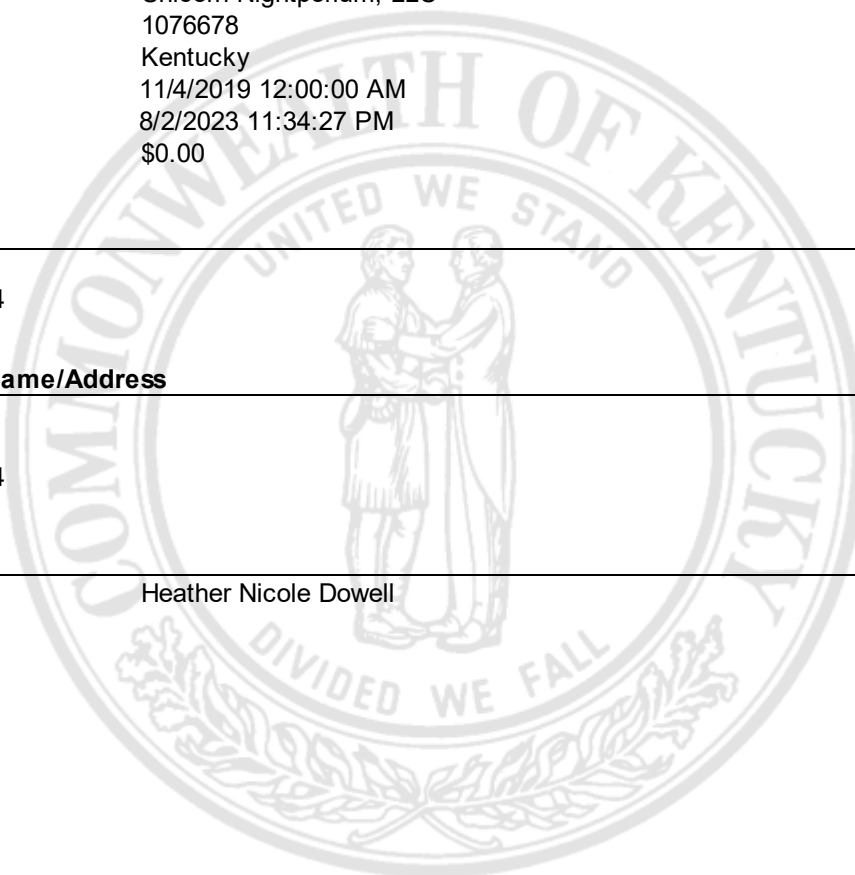 LLC
1076678
Kentucky
11/4/2019 12:00:00 AM
8/2/2023 11:34:27 PM
$0.00
4
ame/Address
4
Heather Nicole Dowell
COMMONWEALTH OF KENTUCKY
UNITED WE STAND
DIVIDED WE FALL